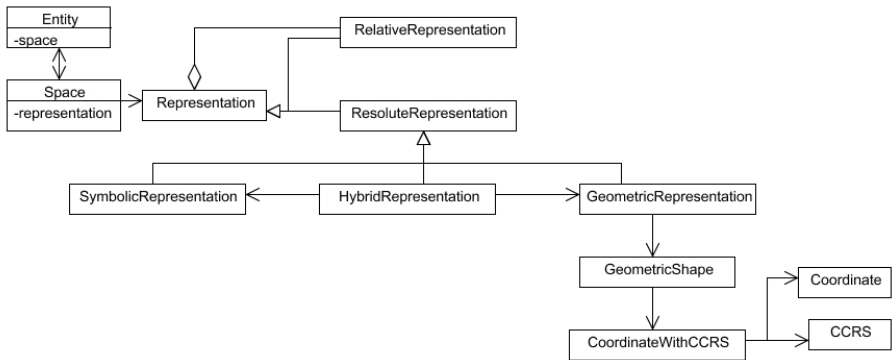 Entity
-space
RelativeRepresentation
Space
-representation
Representation
ResoluteRepresentation
SymbolicRepresentation
HybridRepresentation
GeometricRepresentation
GeometricShape
Coordinate
CoordinateWithCCRS
CCRS